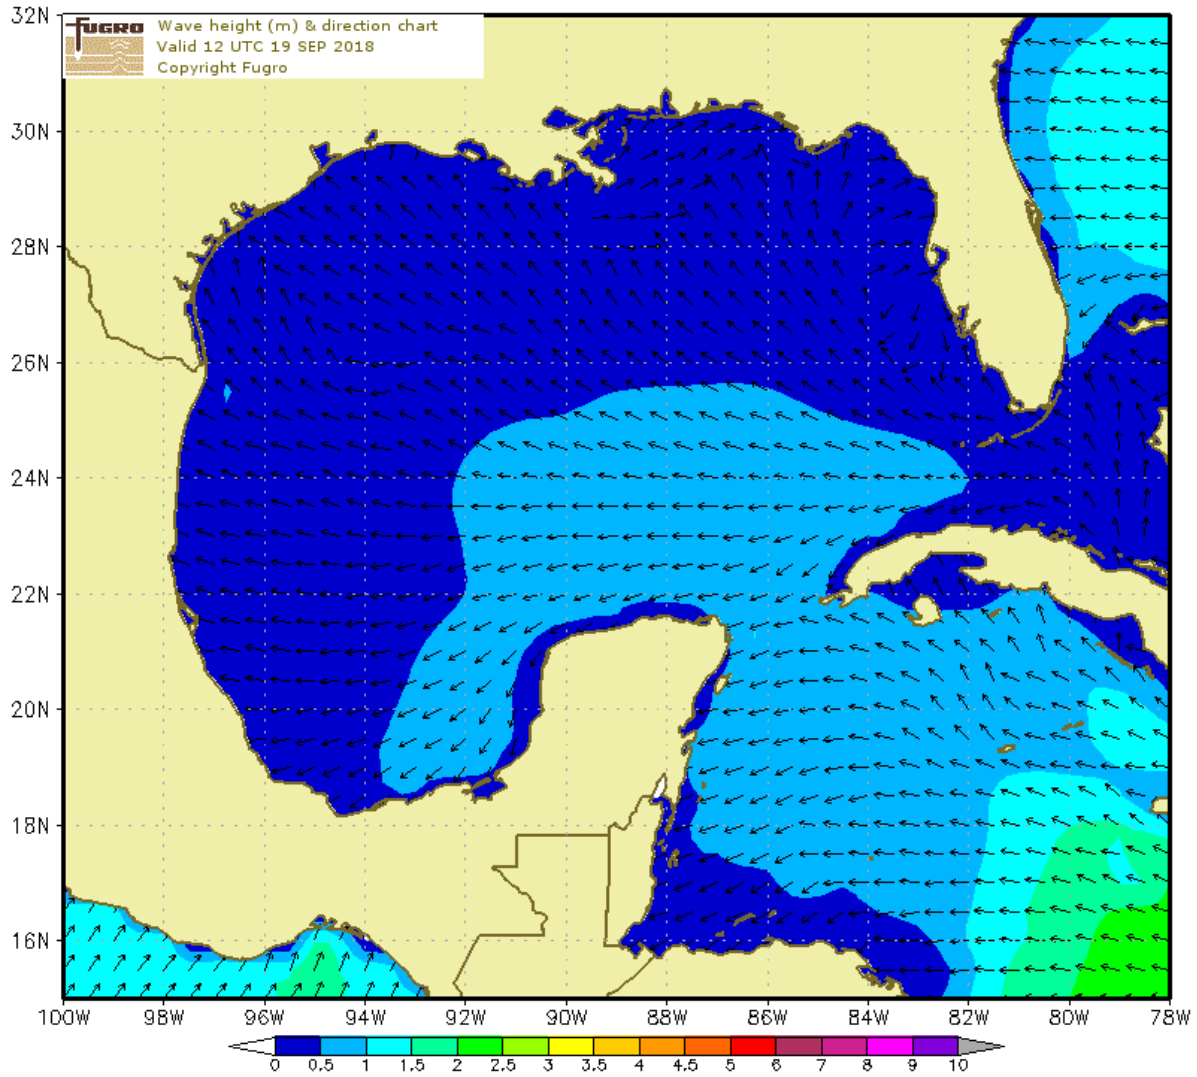 FUGRO
Wave height (m) & direction chart
Valid 12 UTC 19 SEP 2018
Copyright Fugro
32N
30N
28N
26N
24N
22N
20N
18N
16N
100W 98W 96W 94W 92W 90W 88W 86W 84W 82W 80W 78W
0 0.5 1 1.5 2 2.5 3 3.5 4 4.5 5 6 7 8 9 10